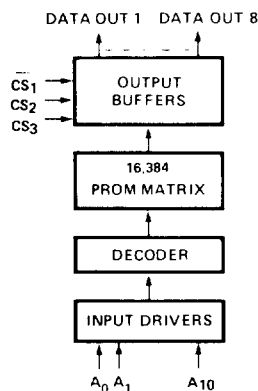 DATA OUT 1 DATA OUT 8
OUTPUT
BUFFERS
CS1
CS2
CS3
16,384
PROM MATRIX
DECODER
INPUT DRIVERS
A0 A1 A10